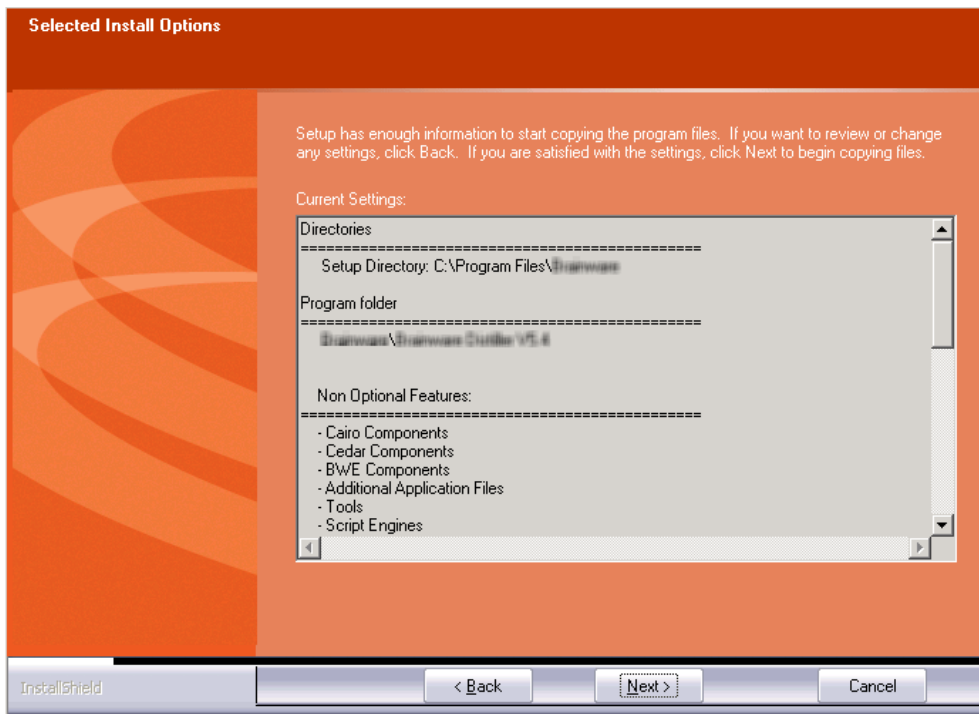 Selected Install Options
Setup has enough information to start copying the program files. If you want to review or change
any settings, click Back. If you are satisfied with the settings, click Next to begin copying files.
Current Settings:
Directories
===============================================
Setup Directory: C:\Program Files\
Program folder
===============================================
\
Non Optional Features:
===============================================
- Cairo Components
- Cedar Components
- BWE Components
- Additional Application Files
- Tools
- Script Engines
InstallShield
< Back
Next >
Cancel